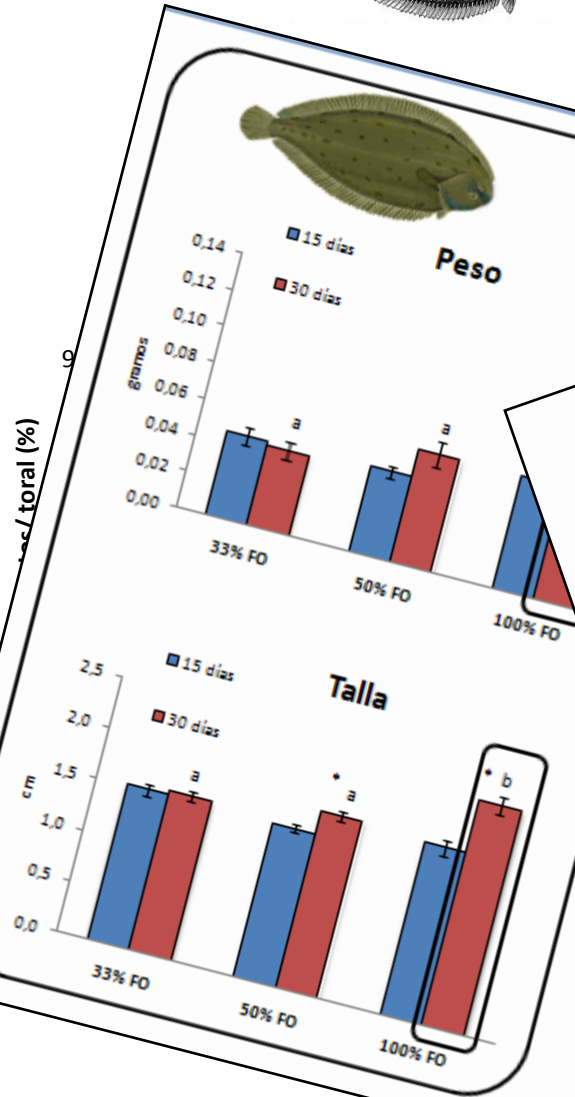 Peso
15 días
30 días
0,14
0,12
0,10
0,08
0,06
0,04
0,02
0,00
gramos
a
a
33% FO
50% FO
100% FO
9
/ toral (%)
Talla
15 días
30 días
2,5
2,0
1,5
1,0
0,5
0,0
cm
a
*
a
* b
33% FO
50% FO
100% FO